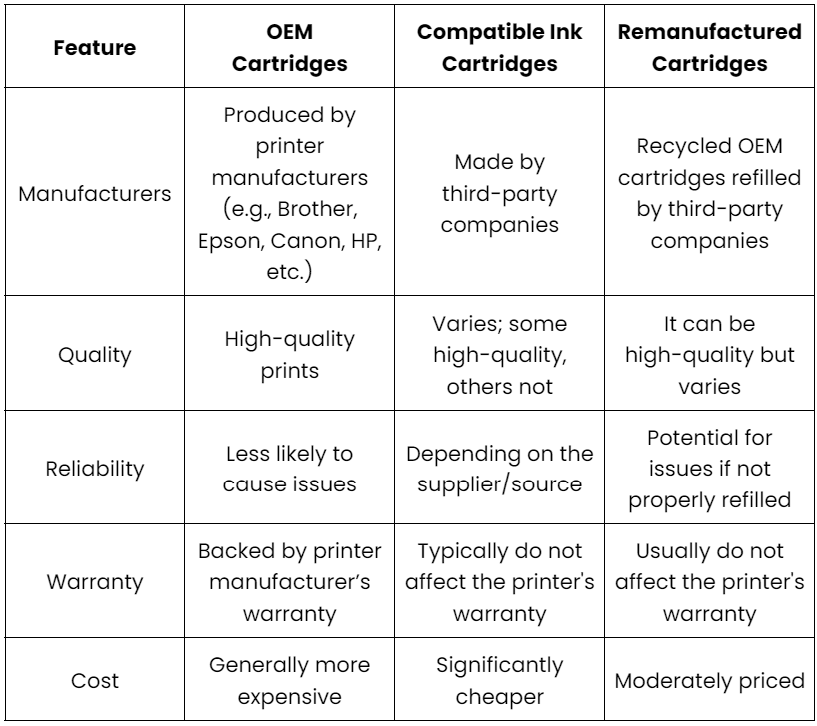 Feature
OEM
Cartridges
Compatible Ink
Cartridges
Remanufactured
Cartridges
Manufacturers
Produced by
printer
manufacturers
(e.g., Brother,
Epson, Canon, HP,
etc.)
Made by
third-party
companies
Recycled OEM
cartridges refilled
by third-party
companies
Quality
High-quality
prints
Varies; some
high-quality,
others not
It can be
high-quality but
varies
Reliability
Less likely to
cause issues
Depending on the
supplier/source
Potential for
issues if not
properly refilled
Warranty
Backed by printer
manufacturer’s
warranty
Typically do not
affect the printer's
warranty
Usually do not
affect the printer's
warranty
Cost
Generally more
expensive
Significantly
cheaper
Moderately priced